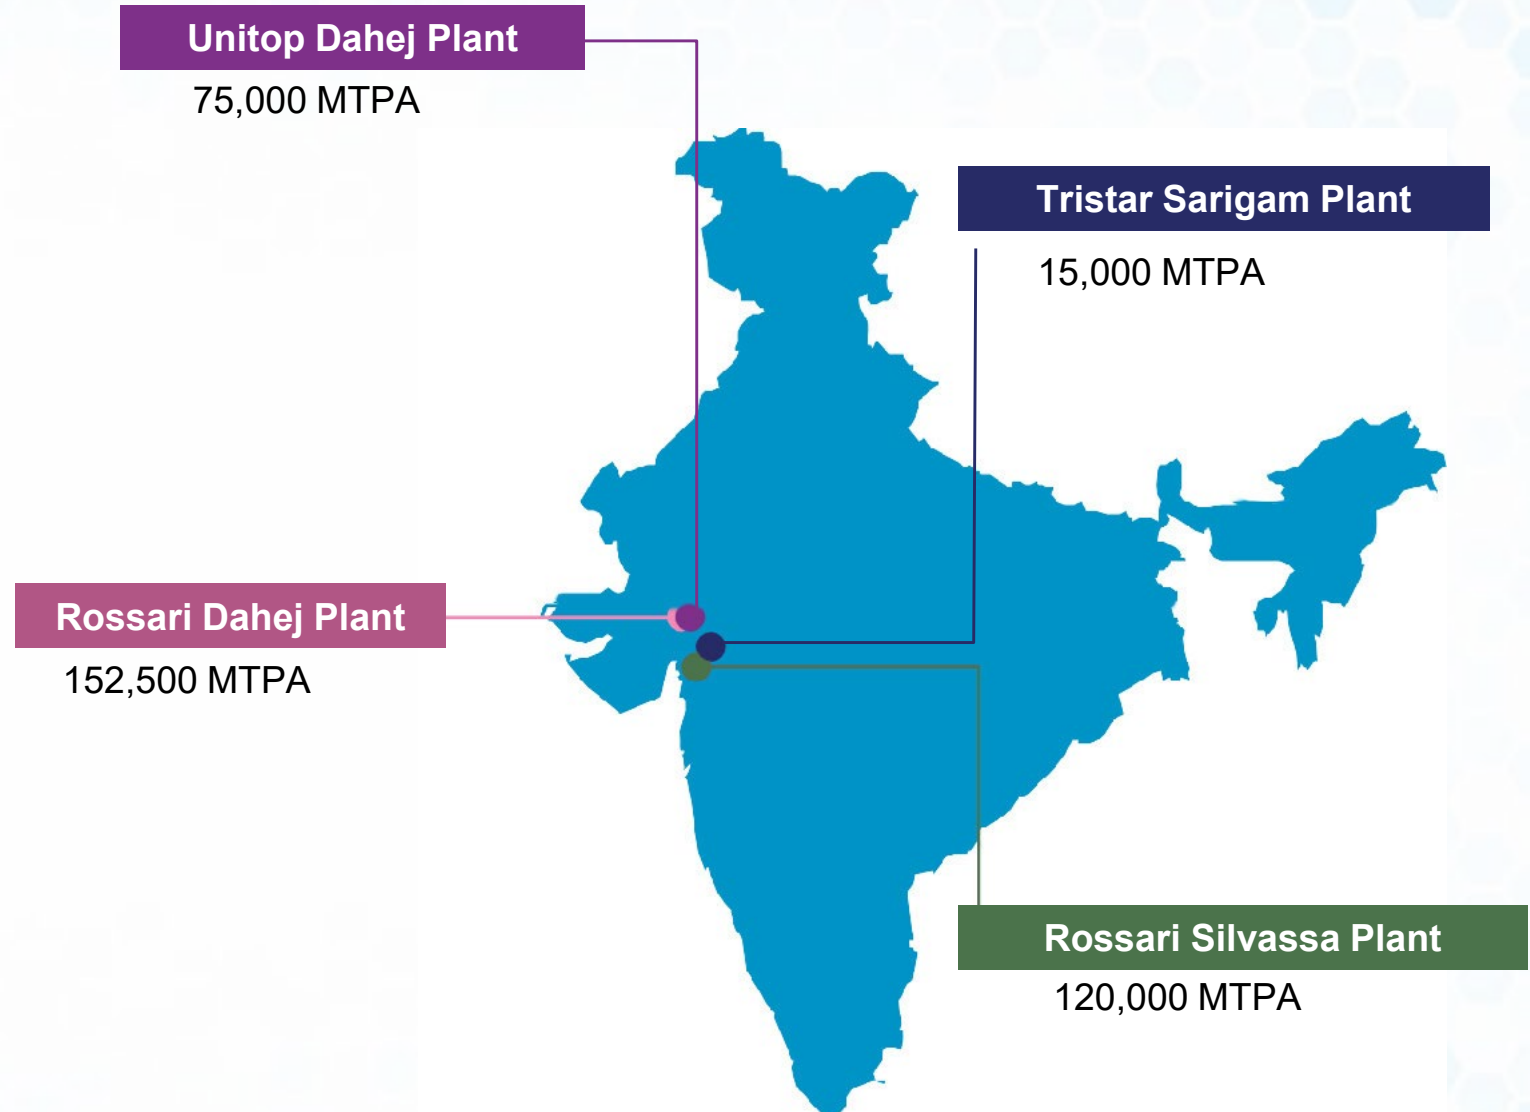 Unitop Dahej Plant
75,000 MTPA
Tristar Sarigam Plant
15,000 MTPA
Rossari Dahej Plant
152,500 MTPA
Rossari Silvassa Plant
120,000 MTPA